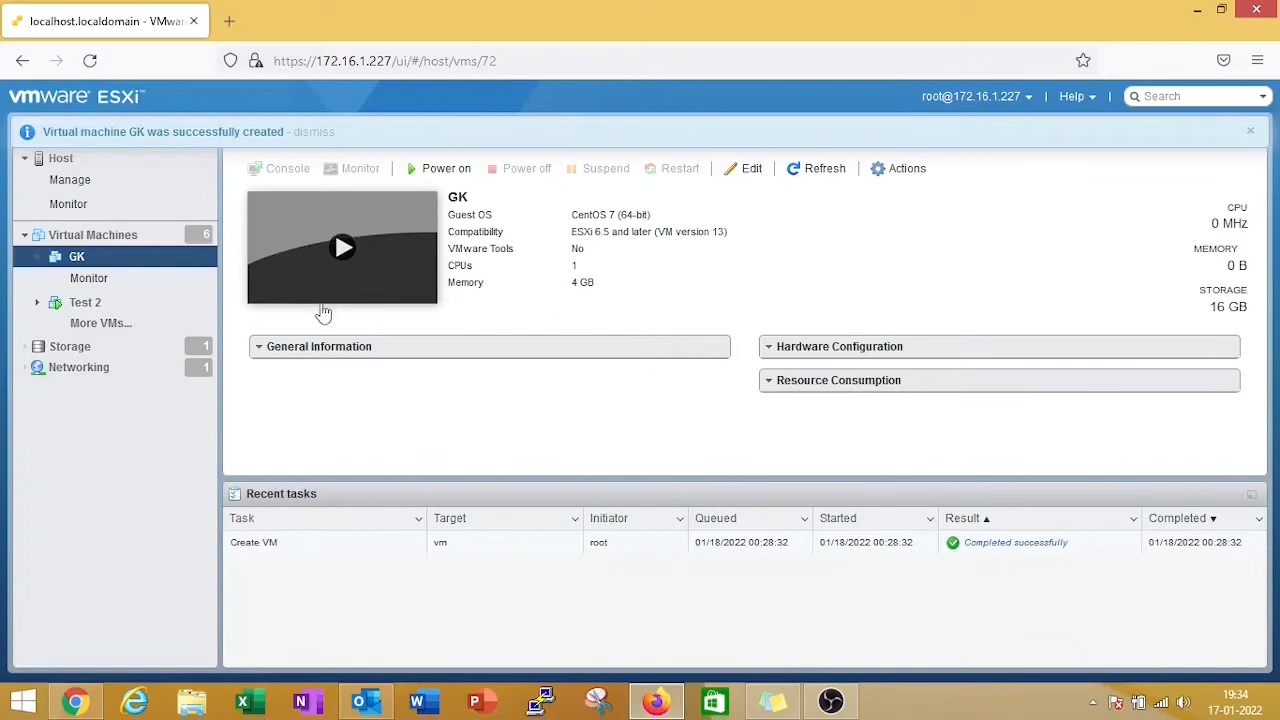 localhost.localdomain - VMwar
https://172.16.1.227/ui/#/host/vms/72
vmware ESXi™
root@172.16.1.227
Help
Search
Virtual machine GK was successfully created - dismiss
Host
Manage
Monitor
Virtual Machines 6
GK
Monitor
Test 2
More VMs...
Storage 1
Networking 1
Console Monitor Power on Power off Suspend Restart Edit Refresh Actions
GK
Guest OS CentOS 7 (64-bit)
Compatibility ESXi 6.5 and later (VM version 13)
VMware Tools No
CPUs 1
Memory 4 GB
CPU
0 MHz
MEMORY
0 B
STORAGE
16 GB
General Information
Hardware Configuration
Resource Consumption
Recent tasks
Task Target Initiator Queued Started Result Completed
Create VM vm root 01/18/2022 00:28:32 01/18/2022 00:28:32 Completed successfully 01/18/2022 00:28:32
19:34
17-01-2022